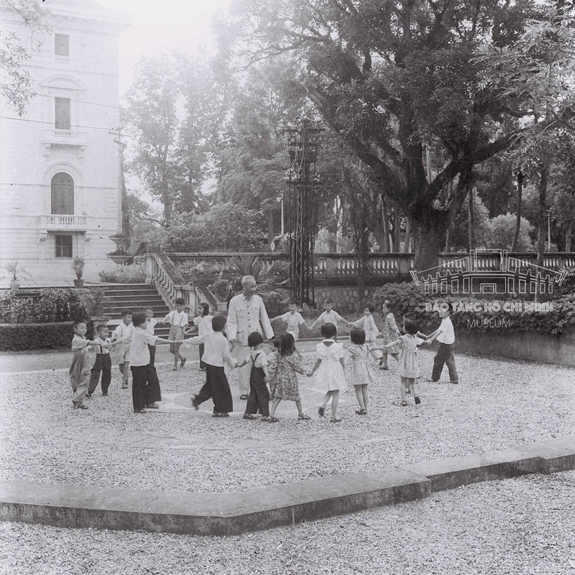 BẢO TÀNG HỒ CHÍ MINH
MUSEUM